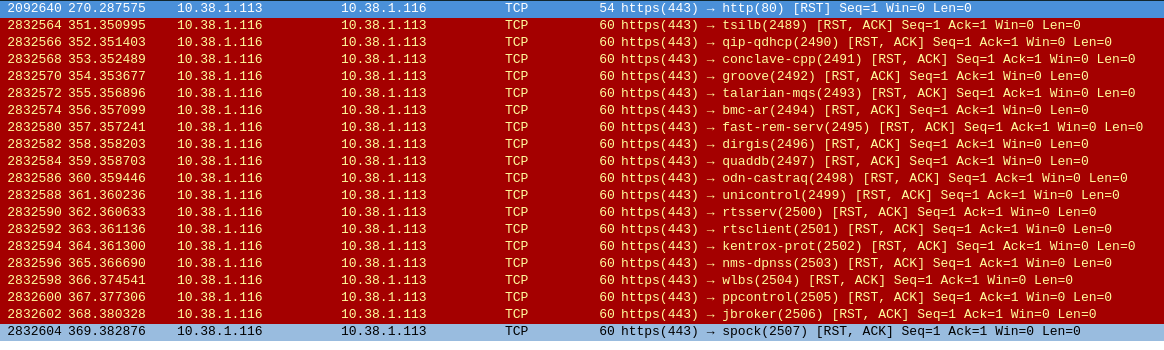 2092640 270.287575 10.38.1.113 10.38.1.116 TCP 54 https(443) → http(80) [RST] Seq=1 Win=0 Len=0
2832564 351.350995 10.38.1.116 10.38.1.113 TCP 60 https(443) → tsilb(2489) [RST, ACK] Seq=1 Ack=1 Win=0 Len=0
2832566 352.351403 10.38.1.116 10.38.1.113 TCP 60 https(443) → qip-qdhcp(2490) [RST, ACK] Seq=1 Ack=1 Win=0 Len=0
2832568 353.352489 10.38.1.116 10.38.1.113 TCP 60 https(443) → conclave-cpp(2491) [RST, ACK] Seq=1 Ack=1 Win=0 Len=0
2832570 354.353677 10.38.1.116 10.38.1.113 TCP 60 https(443) → groove(2492) [RST, ACK] Seq=1 Ack=1 Win=0 Len=0
2832572 355.356896 10.38.1.116 10.38.1.113 TCP 60 https(443) → talarian-mqs(2493) [RST, ACK] Seq=1 Ack=1 Win=0 Len=0
2832574 356.357099 10.38.1.116 10.38.1.113 TCP 60 https(443) → bmc-ar(2494) [RST, ACK] Seq=1 Ack=1 Win=0 Len=0
2832580 357.357241 10.38.1.116 10.38.1.113 TCP 60 https(443) → fast-rem-serv(2495) [RST, ACK] Seq=1 Ack=1 Win=0 Len=0
2832582 358.358203 10.38.1.116 10.38.1.113 TCP 60 https(443) → dirgis(2496) [RST, ACK] Seq=1 Ack=1 Win=0 Len=0
2832584 359.358703 10.38.1.116 10.38.1.113 TCP 60 https(443) → quaddb(2497) [RST, ACK] Seq=1 Ack=1 Win=0 Len=0
2832586 360.359446 10.38.1.116 10.38.1.113 TCP 60 https(443) → odn-castraq(2498) [RST, ACK] Seq=1 Ack=1 Win=0 Len=0
2832588 361.360236 10.38.1.116 10.38.1.113 TCP 60 https(443) → unicontrol(2499) [RST, ACK] Seq=1 Ack=1 Win=0 Len=0
2832590 362.360633 10.38.1.116 10.38.1.113 TCP 60 https(443) → rtsserv(2500) [RST, ACK] Seq=1 Ack=1 Win=0 Len=0
2832592 363.361136 10.38.1.116 10.38.1.113 TCP 60 https(443) → rtsclient(2501) [RST, ACK] Seq=1 Ack=1 Win=0 Len=0
2832594 364.361300 10.38.1.116 10.38.1.113 TCP 60 https(443) → kentrox-prot(2502) [RST, ACK] Seq=1 Ack=1 Win=0 Len=0
2832596 365.366690 10.38.1.116 10.38.1.113 TCP 60 https(443) → nms-dpnss(2503) [RST, ACK] Seq=1 Ack=1 Win=0 Len=0
2832598 366.374541 10.38.1.116 10.38.1.113 TCP 60 https(443) → wlbs(2504) [RST, ACK] Seq=1 Ack=1 Win=0 Len=0
2832600 367.377306 10.38.1.116 10.38.1.113 TCP 60 https(443) → ppcontrol(2505) [RST, ACK] Seq=1 Ack=1 Win=0 Len=0
2832602 368.380328 10.38.1.116 10.38.1.113 TCP 60 https(443) → jbroker(2506) [RST, ACK] Seq=1 Ack=1 Win=0 Len=0
2832604 369.382876 10.38.1.116 10.38.1.113 TCP 60 https(443) → spock(2507) [RST, ACK] Seq=1 Ack=1 Win=0 Len=0